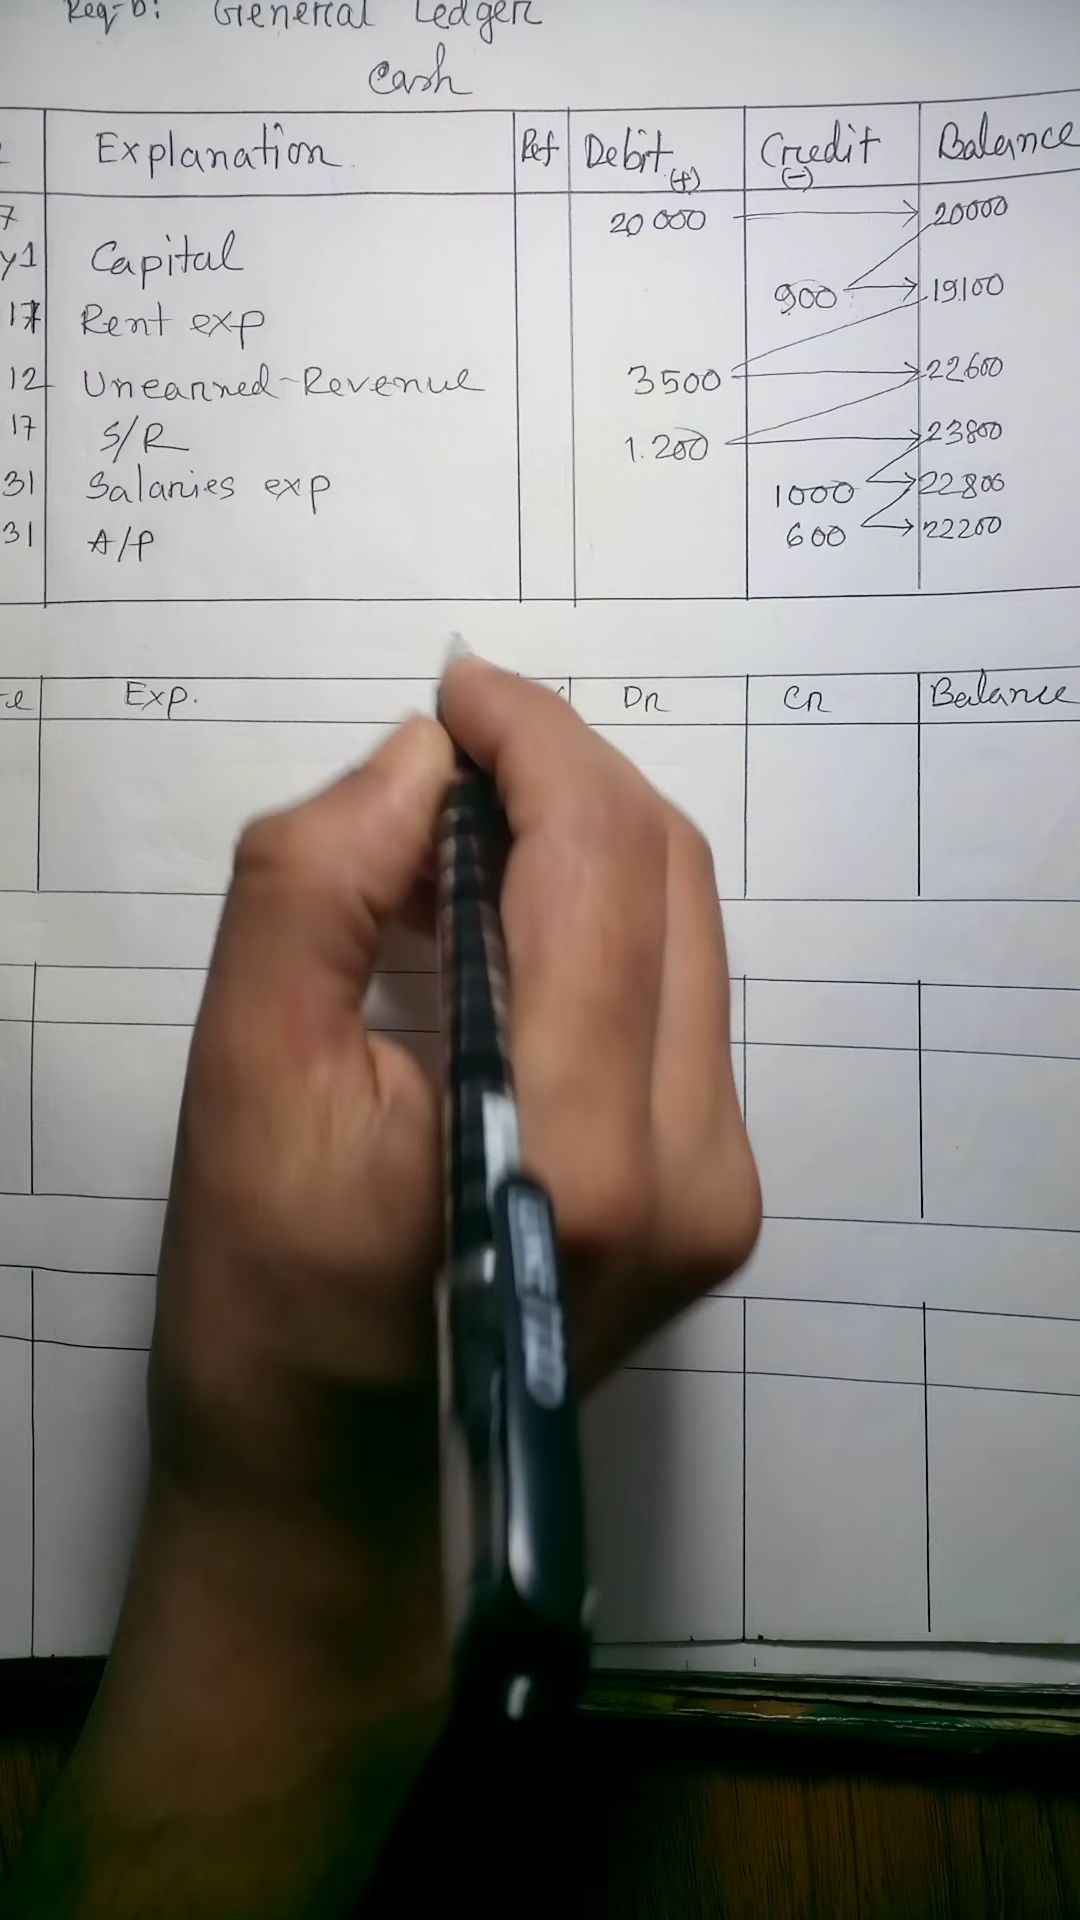 Req-b: General Ledger
Cash
Explanation Ref Debit (+) Credit (-) Balance
7 20000 20000
y1 Capital
900 19100
17 Rent exp
12 Unearned-Revenue 3500 22600
17 S/R 1.200 23800
31 Salaries exp 1000 22800
31 A/P 600 22200
Exp. Dr Cr Balance